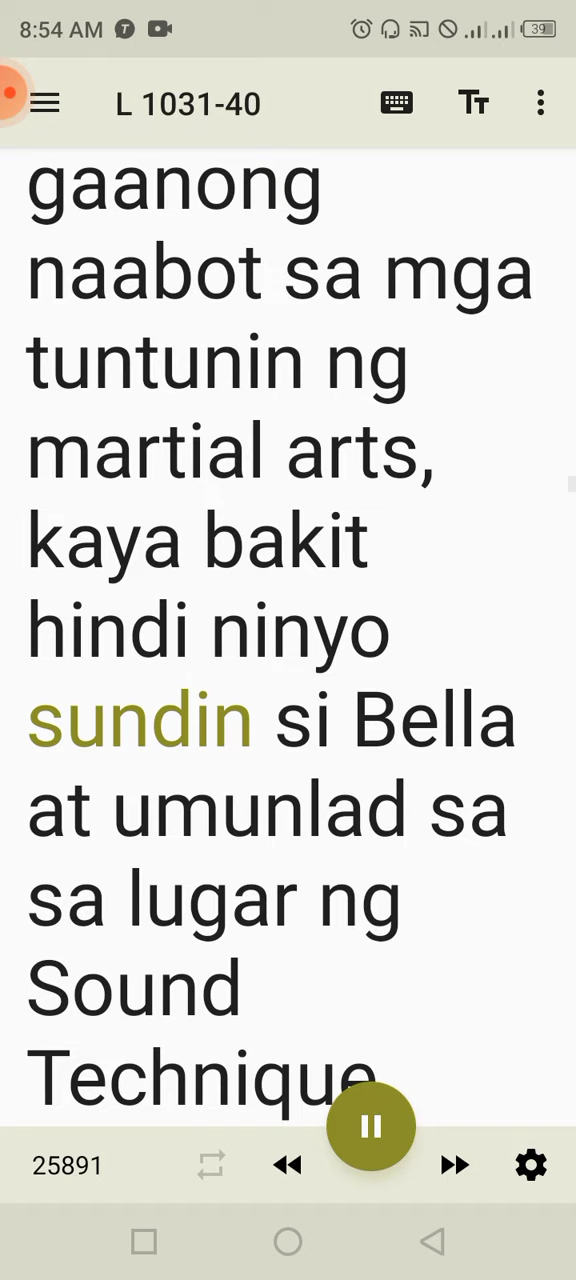 8:54 AM
39
L 1031-40
gaanong
naabot sa mga
tuntunin ng
martial arts,
kaya bakit
hindi ninyo
sundin si Bella
at umunlad sa
sa lugar ng
Sound
Technique
25891